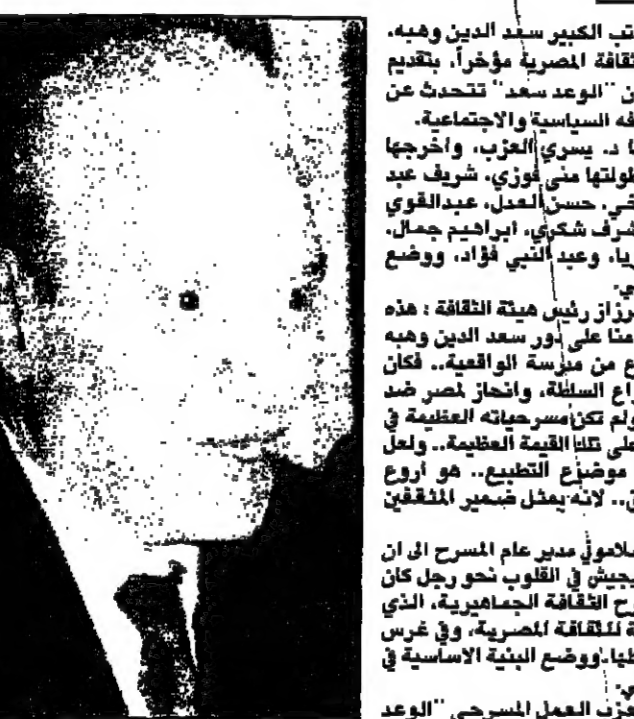 تب الكبير سعد الدين وهبه،
ثقافة المصرية مؤخراً، بتقديم
ن "الوعد سعد" تتحدث عن
فه السياسية والاجتماعية.
ا د. يسري العزب، واخرجها
طولتها منى فوزي، شريف عبد
خي، حسن العدل، عبدالقوي
شرف شكري، ابراهيم جمال،
ريا، وعبد النبي فؤاد، ووضع
ي.
رزاز رئيس هيئة الثقافة : هذه
منا على دور سعد الدين وهبه
ع من مدرسة الواقعية.. فكان
راع السلطة، وانحاز لمصر ضد
ولم تكن مسرحياته العظيمة في
على تلك القيمة العظيمة.. ولعل
موضوع التطبيع.. هو أروع
ن.. لانه يمثل ضمير المثقفين
سلاموني مدير عام المسرح الى ان
يجيش في القلوب نحو رجل كان
رح الثقافة الجماهيرية، الذي
ة للثقافة المصرية، وفي غرس
ووضع البنية الاساسية في
ي.
العزب العمل المسرحي "الوعد